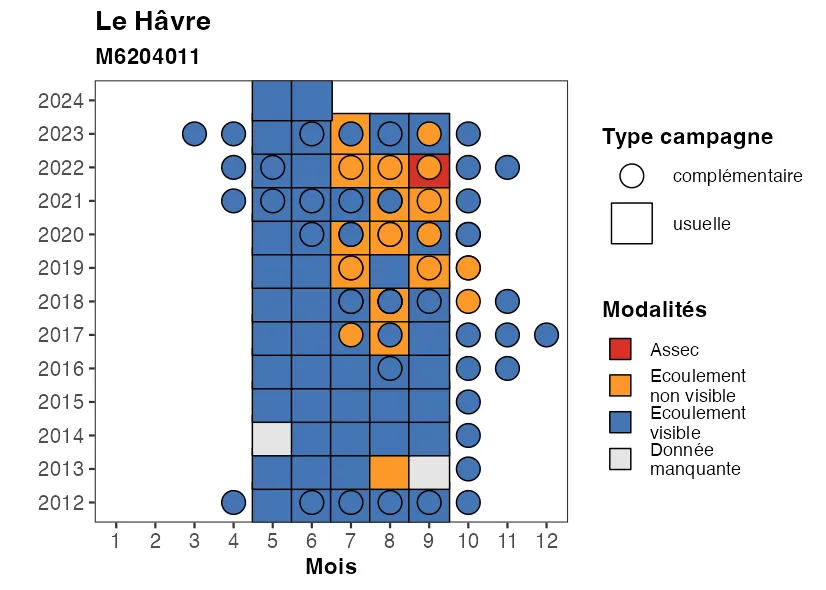 Le Hâvre
M6204011
2024
2023
2022
2021
2020
2019
2018
2017
2016
2015
2014
2013
2012
1 2 3 4 5 6 7 8 9 10 11 12
Mois
Type campagne
complémentaire
usuelle
Modalités
Assec
Ecoulement
non visible
Ecoulement
visible
Donnée
manquante